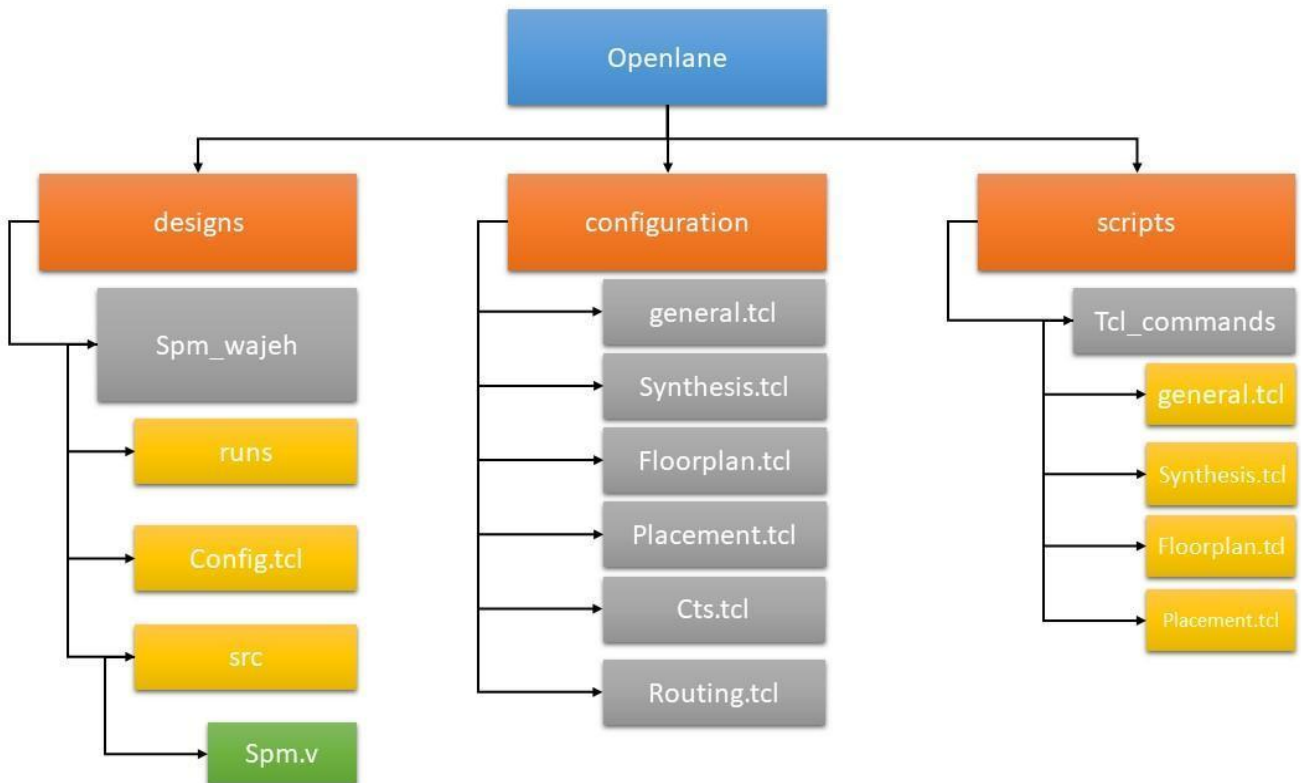 Openlane
designs
Spm_wajeh
runs
Config.tcl
src
Spm.v
configuration
general.tcl
Synthesis.tcl
Floorplan.tcl
Placement.tcl
Cts.tcl
Routing.tcl
scripts
Tcl_commands
general.tcl
Synthesis.tcl
Floorplan.tcl
Placement.tcl